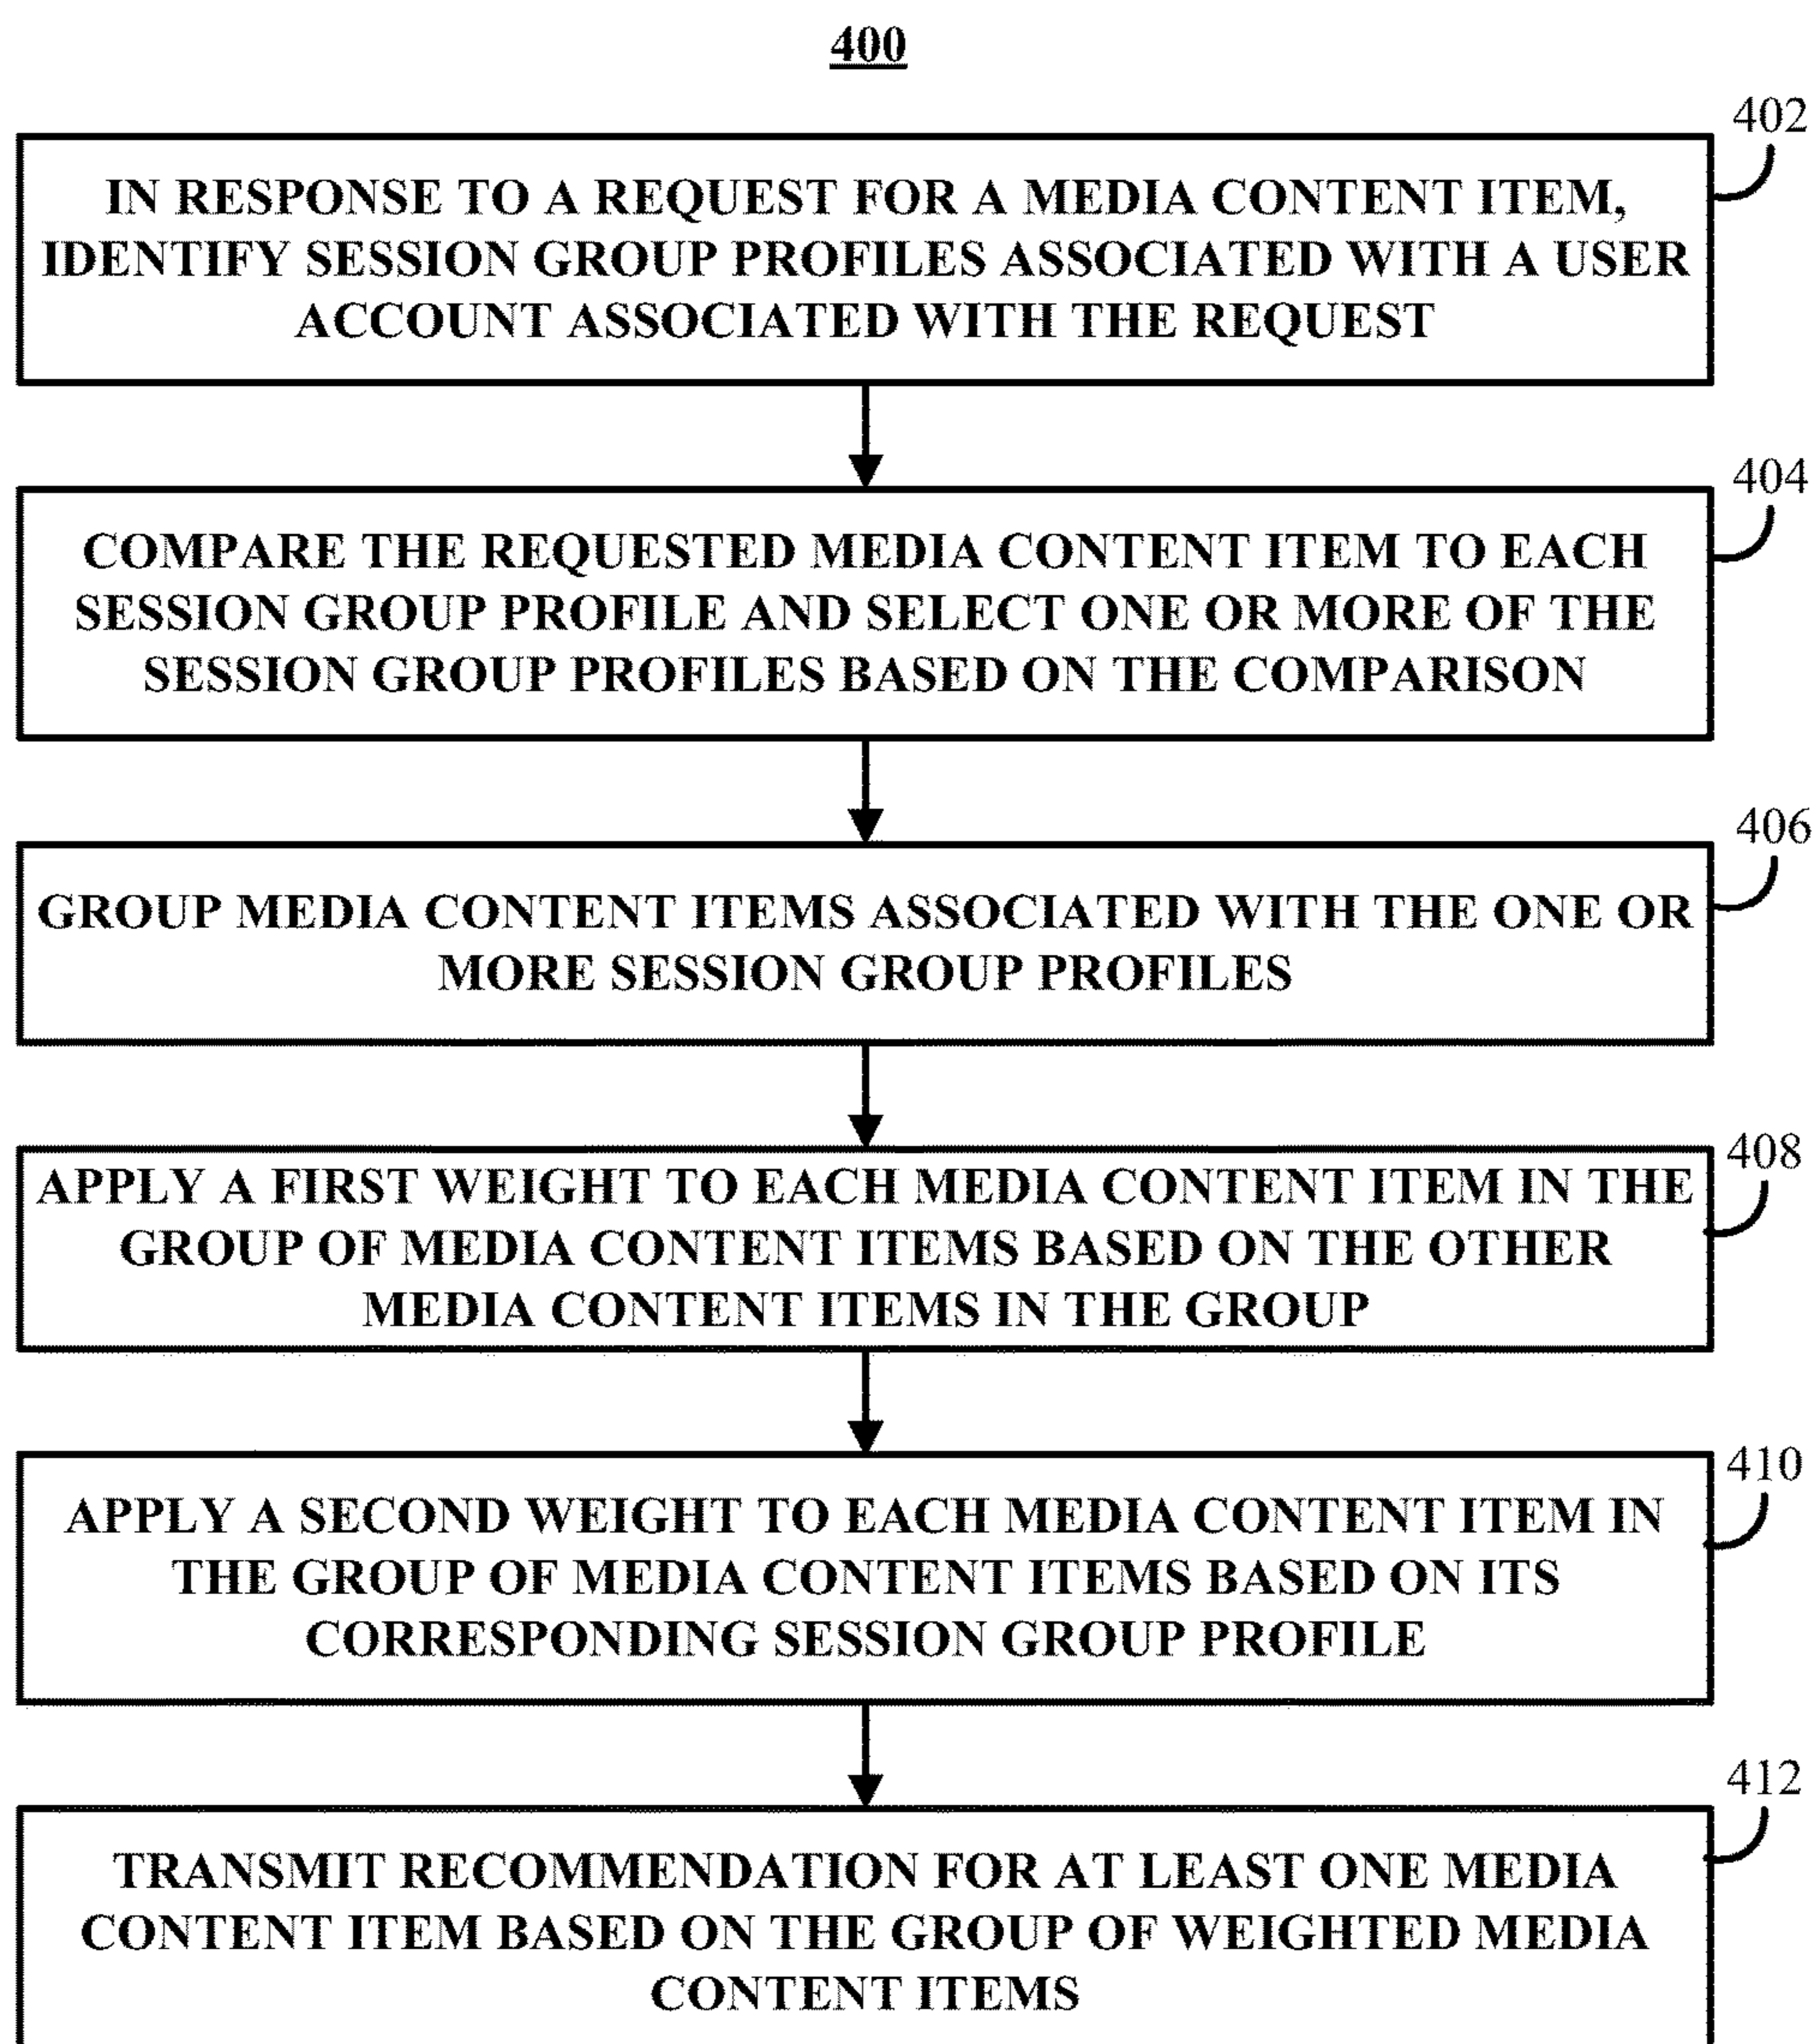 400
402
IN RESPONSE TO A REQUEST FOR A MEDIA CONTENT ITEM,
IDENTIFY SESSION GROUP PROFILES ASSOCIATED WITH A USER
ACCOUNT ASSOCIATED WITH THE REQUEST
404
COMPARE THE REQUESTED MEDIA CONTENT ITEM TO EACH
SESSION GROUP PROFILE AND SELECT ONE OR MORE OF THE
SESSION GROUP PROFILES BASED ON THE COMPARISON
406
GROUP MEDIA CONTENT ITEMS ASSOCIATED WITH THE ONE OR
MORE SESSION GROUP PROFILES
408
APPLY A FIRST WEIGHT TO EACH MEDIA CONTENT ITEM IN THE
GROUP OF MEDIA CONTENT ITEMS BASED ON THE OTHER
MEDIA CONTENT ITEMS IN THE GROUP
410
APPLY A SECOND WEIGHT TO EACH MEDIA CONTENT ITEM IN
THE GROUP OF MEDIA CONTENT ITEMS BASED ON ITS
CORRESPONDING SESSION GROUP PROFILE
412
TRANSMIT RECOMMENDATION FOR AT LEAST ONE MEDIA
CONTENT ITEM BASED ON THE GROUP OF WEIGHTED MEDIA
CONTENT ITEMS